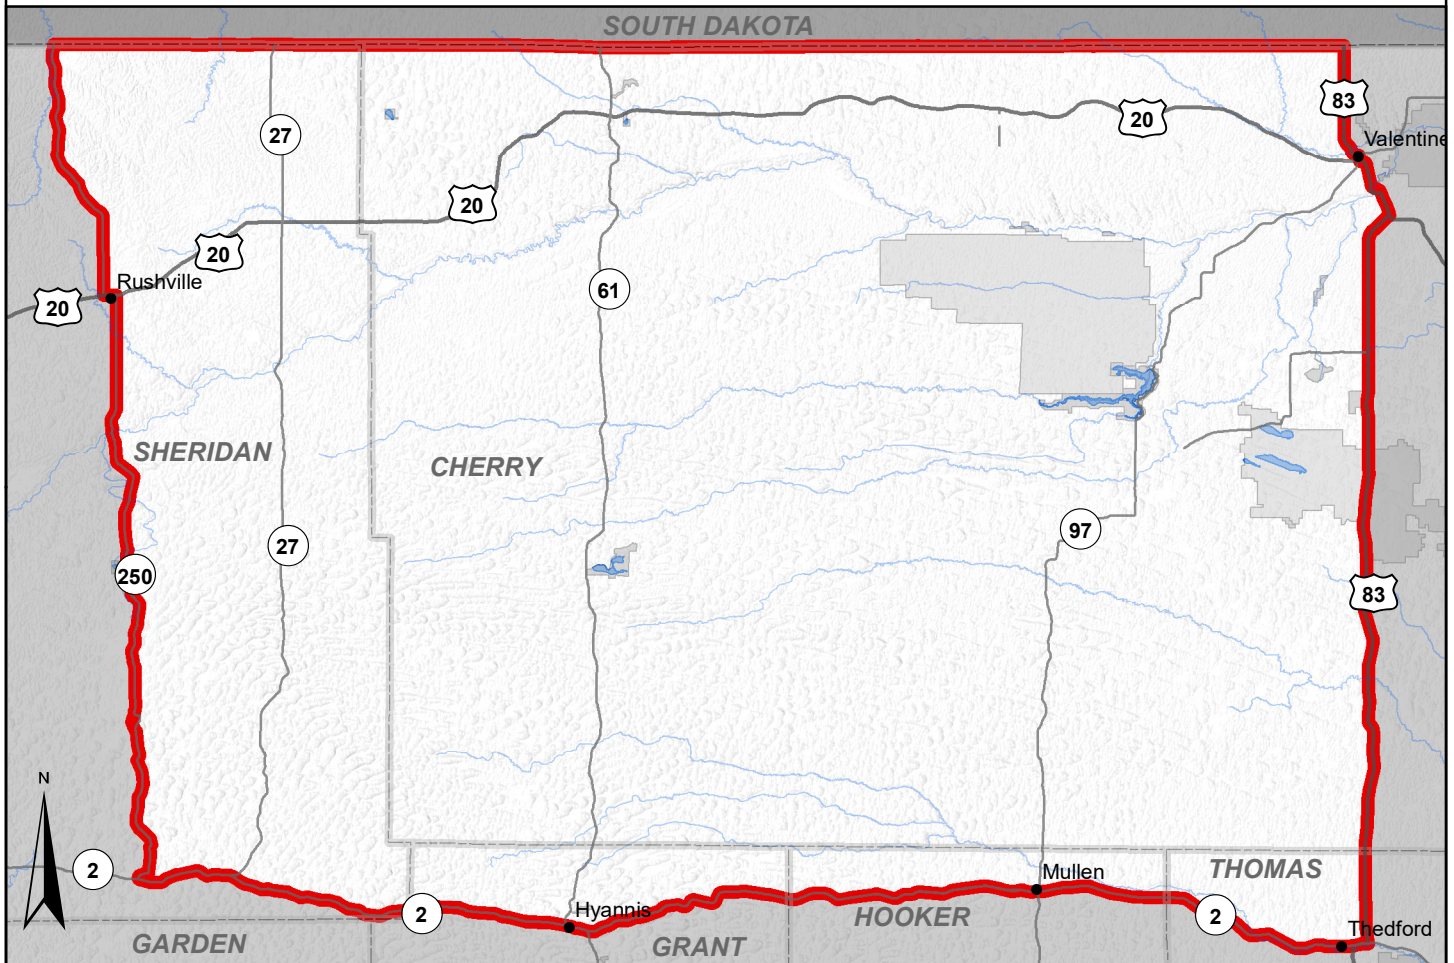 SOUTH DAKOTA
83
27
20
Valentine
20
20
Rushville
61
20
SHERIDAN
CHERRY
97
27
250
83
N
2
THOMAS
Mullen
2
Hyannis
HOOKER
2
Thedford
GARDEN
GRANT